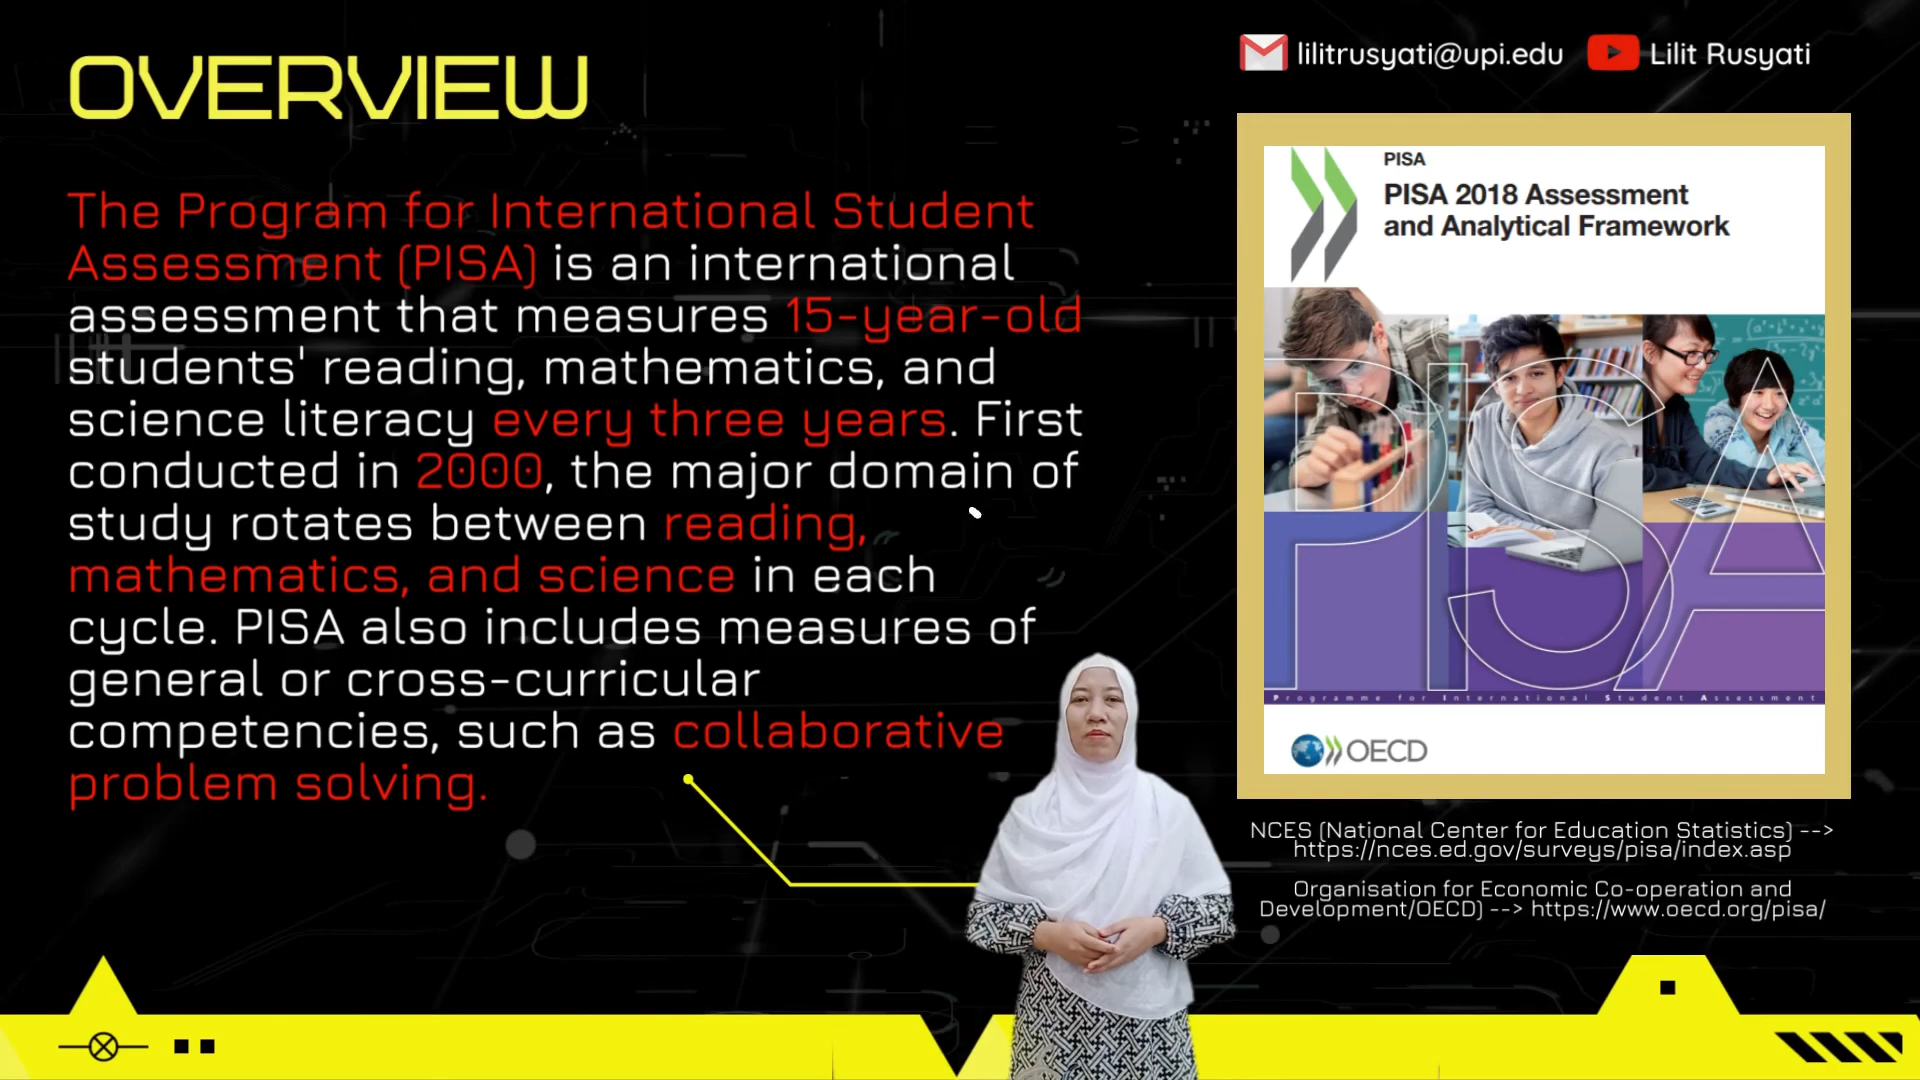 OVERVIEW
lilitrusyati@upi.edu
Lilit Rusyati
The Program for International Student
Assessment (PISA) is an international
assessment that measures 15-year-old
students' reading, mathematics, and
science literacy every three years. First
conducted in 2000, the major domain of
study rotates between reading,
mathematics, and science in each
cycle. PISA also includes measures of
general or cross-curricular
competencies, such as collaborative
problem solving.
PISA
PISA 2018 Assessment
and Analytical Framework
PISA
Programme for International Student Assessment
OECD
NCES (National Center for Education Statistics) -->
https://nces.ed.gov/surveys/pisa/index.asp
Organisation for Economic Co-operation and
Development/OECD) --> https://www.oecd.org/pisa/